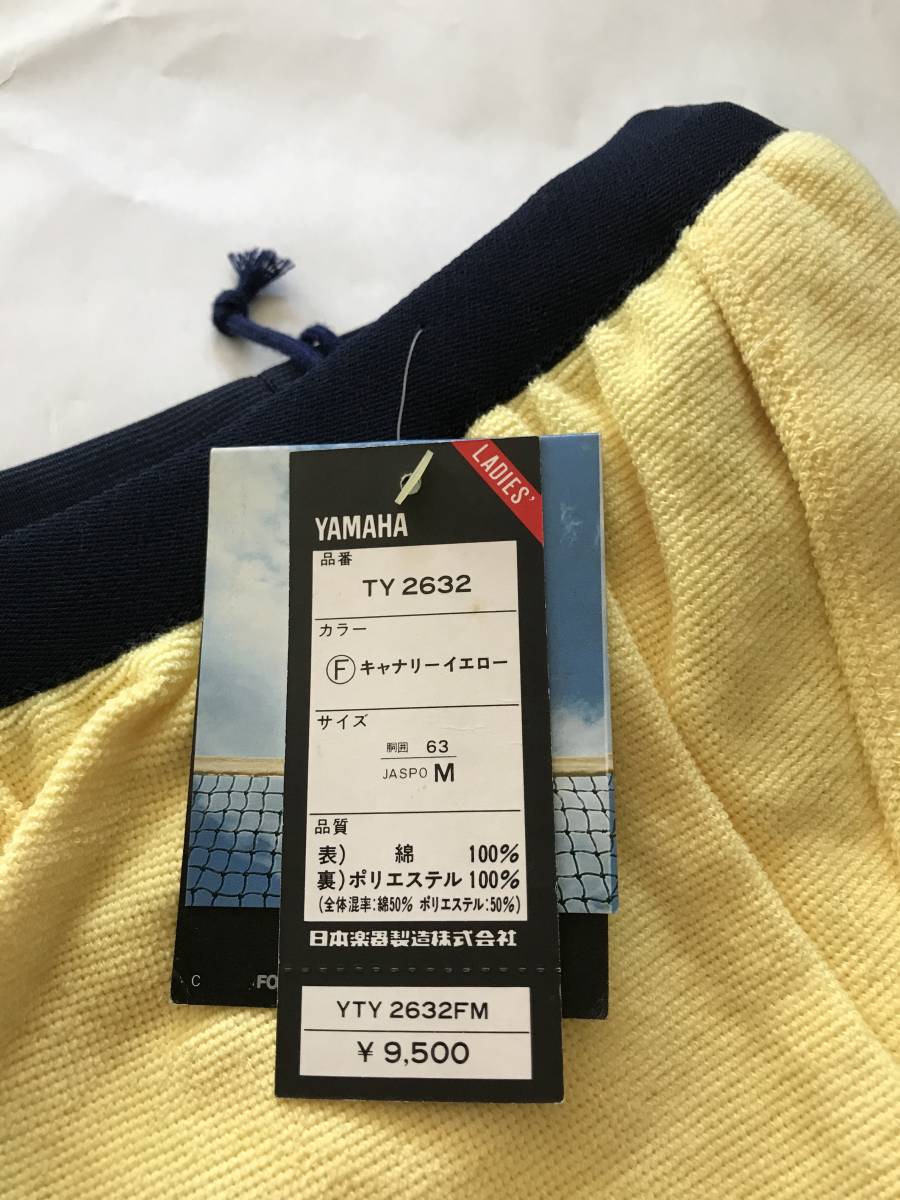 LADIES'
YAMAHA
品番
TY 2632
カラー
Ⓕ キャナリーイエロー
サイズ
胴囲 63
JASPO M
品質
表) 綿 100%
裏)ポリエステル 100%
(全体混率:綿50% ポリエステル:50%)
日本楽器製造株式会社
C FO
YTY 2632FM
¥ 9,500